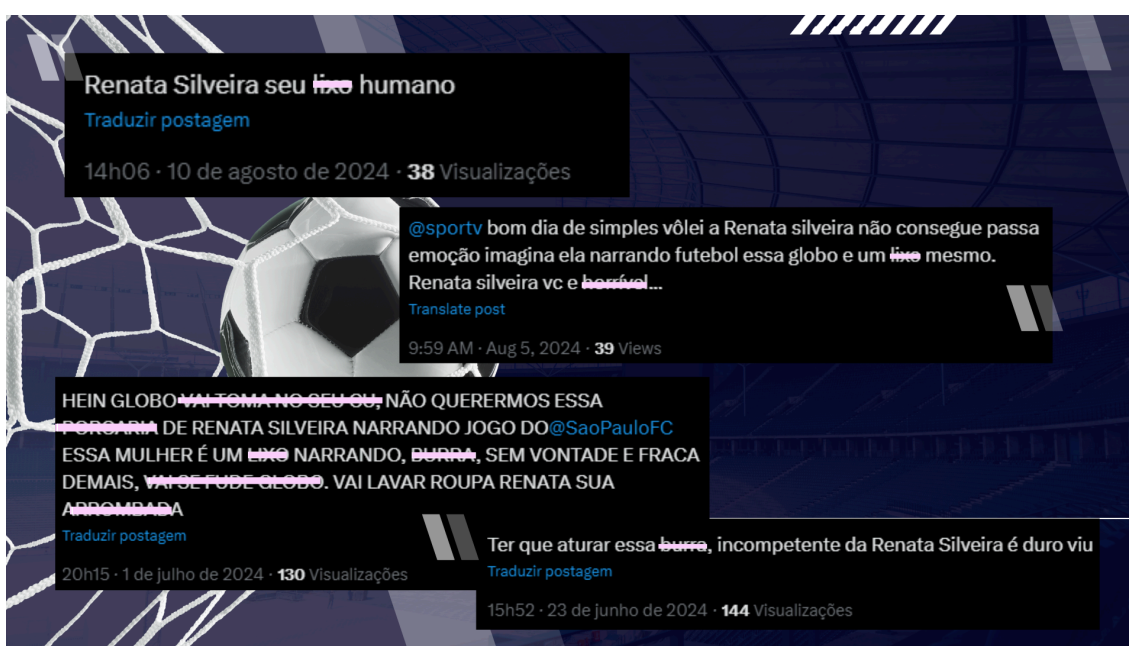 Renata Silveira seu lixo humano
Traduzir postagem
14h06 · 10 de agosto de 2024 · 38 Visualizações
@sportv bom dia de simples vôlei a Renata silveira não consegue passa
emoção imagina ela narrando futebol essa globo e um lixo mesmo.
Renata silveira vc e horrível...
Translate post
9:59 AM · Aug 5, 2024 · 39 Views
HEIN GLOBO VAI TOMA NO SEU CU, NÃO QUERERMOS ESSA
PORCARIA DE RENATA SILVEIRA NARRANDO JOGO DO@SaoPauloFC
ESSA MULHER É UM LIXO NARRANDO, BURRA, SEM VONTADE E FRACA
DEMAIS, VAI SE FUDE GLOBO. VAI LAVAR ROUPA RENATA SUA
ARROMBADA
Traduzir postagem
20h15 · 1 de julho de 2024 · 130 Visualizações
Ter que aturar essa burra, incompetente da Renata Silveira é duro viu
Traduzir postagem
15h52 · 23 de junho de 2024 · 144 Visualizações